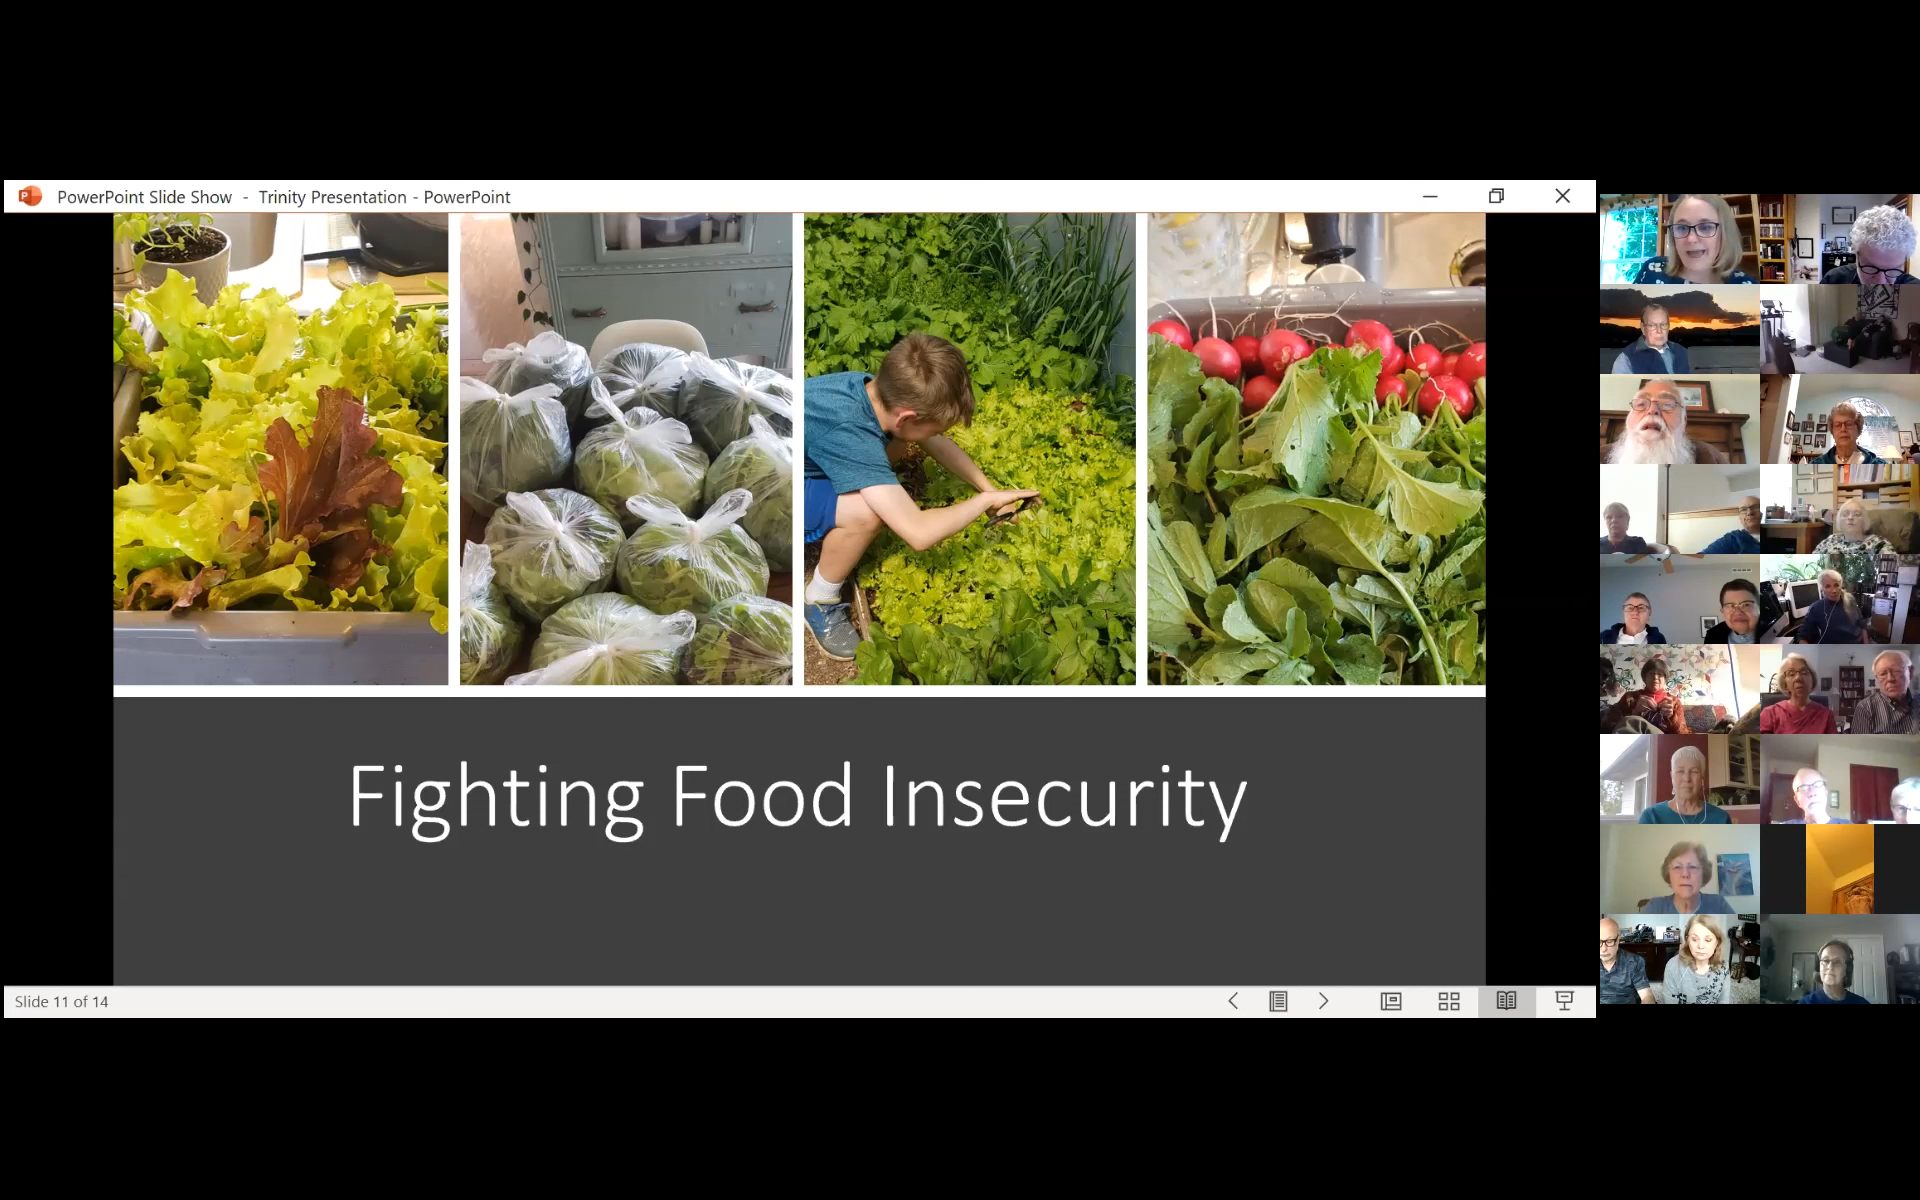 PowerPoint Slide Show - Trinity Presentation - PowerPoint
Fighting Food Insecurity
Slide 11 of 14